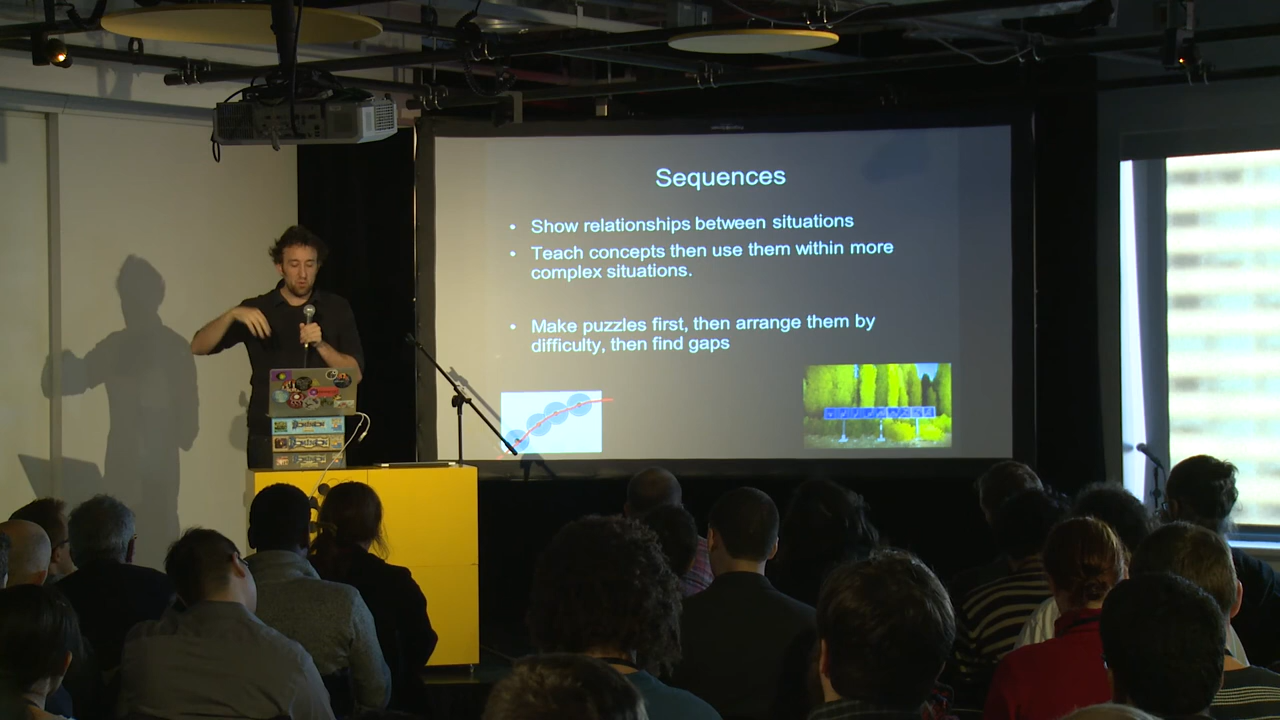 Sequences
• Show relationships between situations
• Teach concepts then use them within more
complex situations.
• Make puzzles first, then arrange them by
difficulty, then find gaps